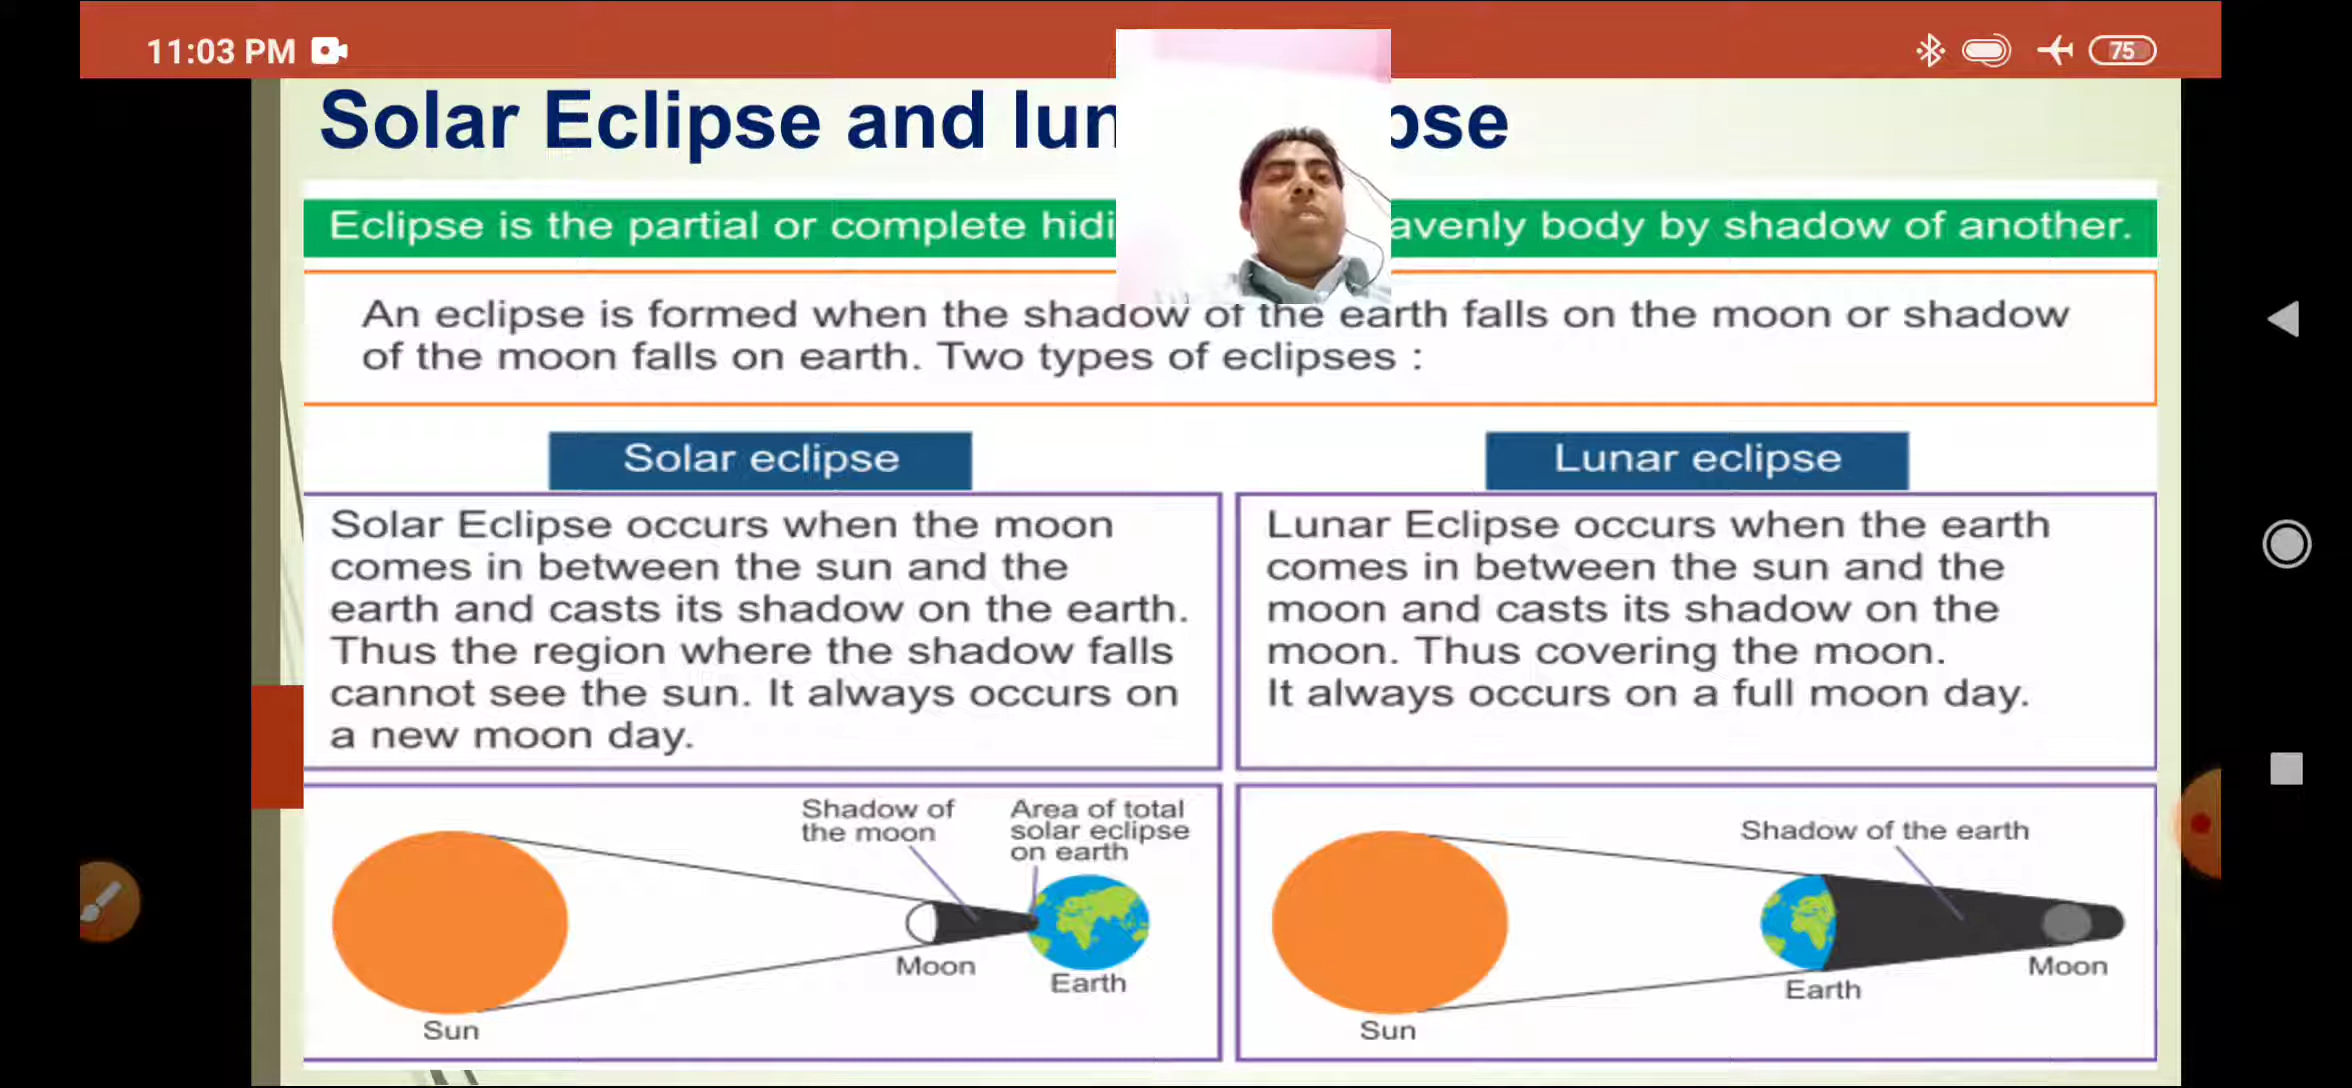 11:03 PM
75
Solar Eclipse and lun pse
Eclipse is the partial or complete hidi avenly body by shadow of another.
An eclipse is formed when the shadow of the earth falls on the moon or shadow
of the moon falls on earth. Two types of eclipses :
Solar eclipse
Solar Eclipse occurs when the moon
comes in between the sun and the
earth and casts its shadow on the earth.
Thus the region where the shadow falls
cannot see the sun. It always occurs on
a new moon day.
Shadow of
the moon
Area of total
solar eclipse
on earth
Moon
Earth
Sun
Lunar eclipse
Lunar Eclipse occurs when the earth
comes in between the sun and the
moon and casts its shadow on the
moon. Thus covering the moon.
It always occurs on a full moon day.
Shadow of the earth
Earth
Moon
Sun